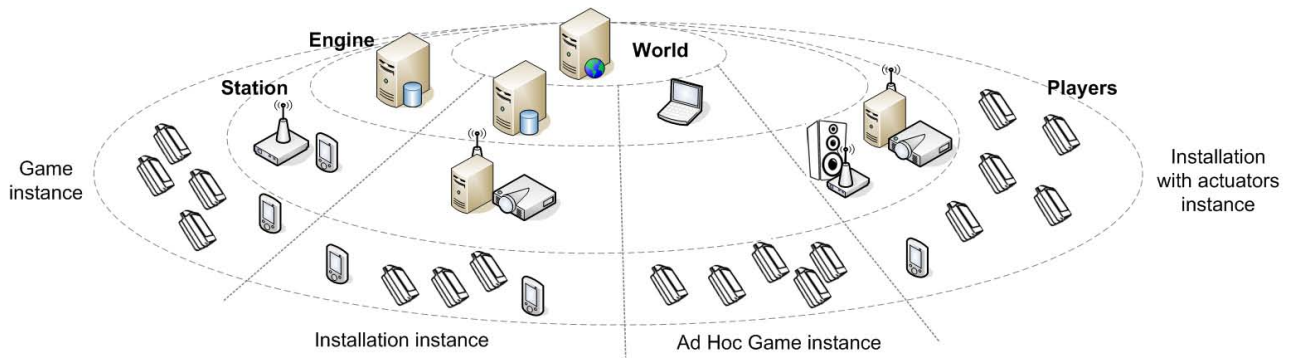 Engine
World
Station
Players
Game
instance
Installation
with actuators
instance
Installation instance
Ad Hoc Game instance